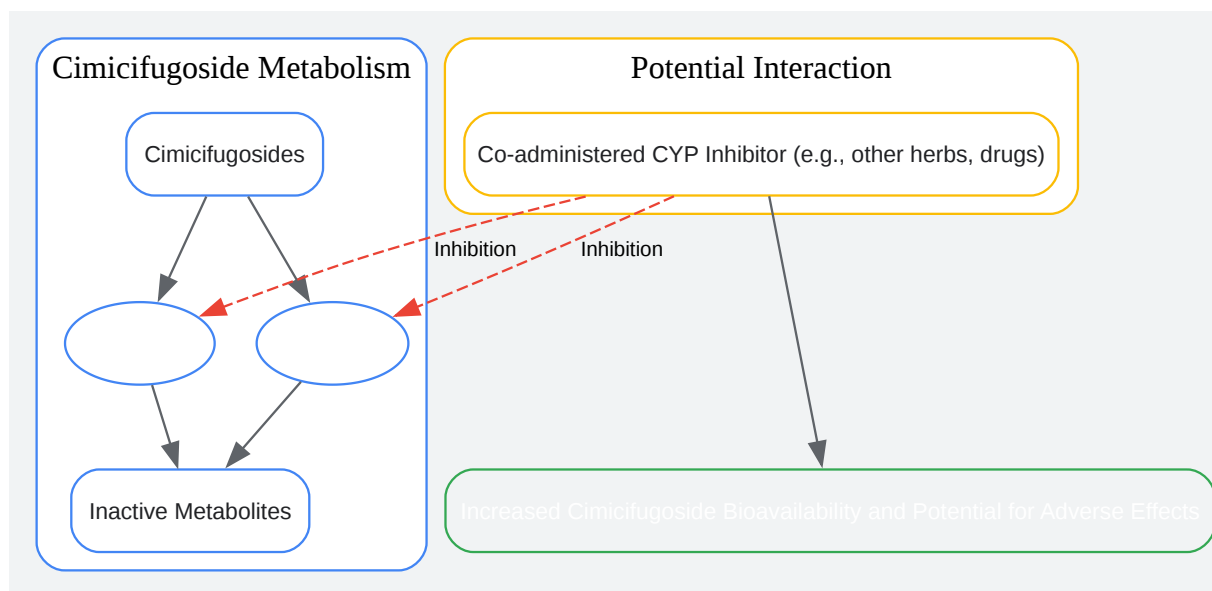 Cimicifugoside Metabolism
Potential Interaction
Cimicifugosides
Co-administered CYP Inhibitor (e.g., other herbs, drugs)
Inhibition
Inhibition
Inactive Metabolites
Increased Cimicifugoside Bioavailability and Potential for Adverse Effects